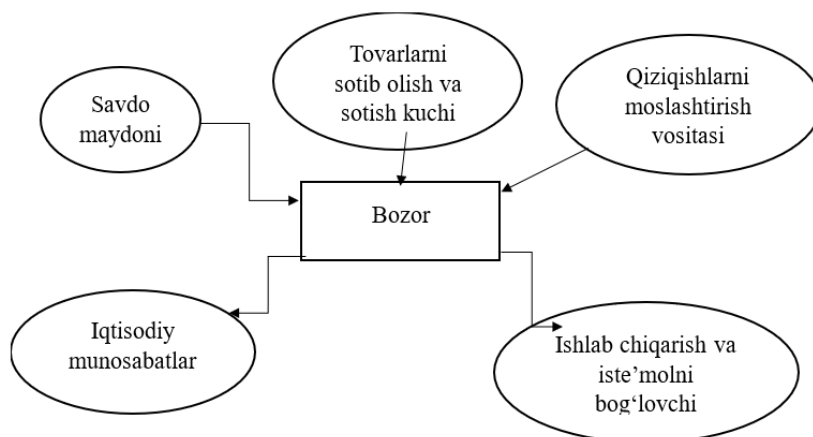 Savdo
maydoni
Tovarlarni
sotib olish va
sotish kuchi
Qiziqishlarni
moslashtirish
vositasi
Bozor
Iqtisodiy
munosabatlar
Ishlab chiqarish va
iste’molni
bog‘lovchi